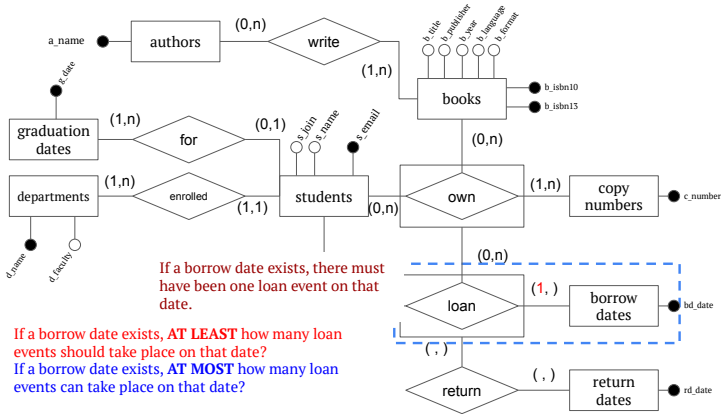 a_name
authors
(0,n)
write
(1,n)
b_title
b_publisher
b_year
b_language
b_format
books
b_isbn10
b_isbn13
(0,n)
g_date
graduation
dates
(1,n)
for
(0,1)
s_join
s_name
s_email
departments
(1,n)
enrolled
(1,1)
students
(0,n)
own
(1,n)
copy
numbers
c_number
d_name
d_faculty
(0,n)
If a borrow date exists, there must
have been one loan event on that
date.
loan
(1, )
borrow
dates
bd_date
If a borrow date exists, AT LEAST how many loan
events should take place on that date?
If a borrow date exists, AT MOST how many loan
events can take place on that date?
( , )
return
( , )
return
dates
rd_date